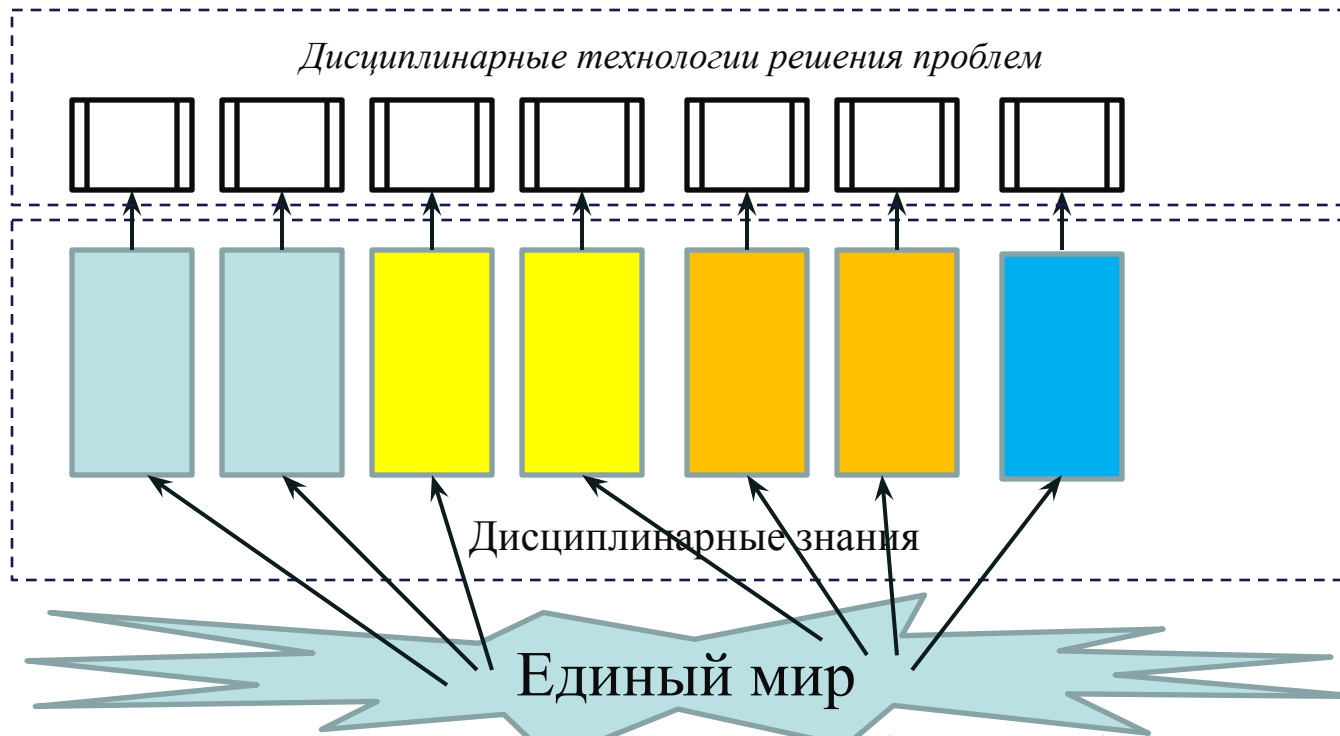 Дисциплинарные технологии решения проблем
Дисциплинарные знания
Единый мир